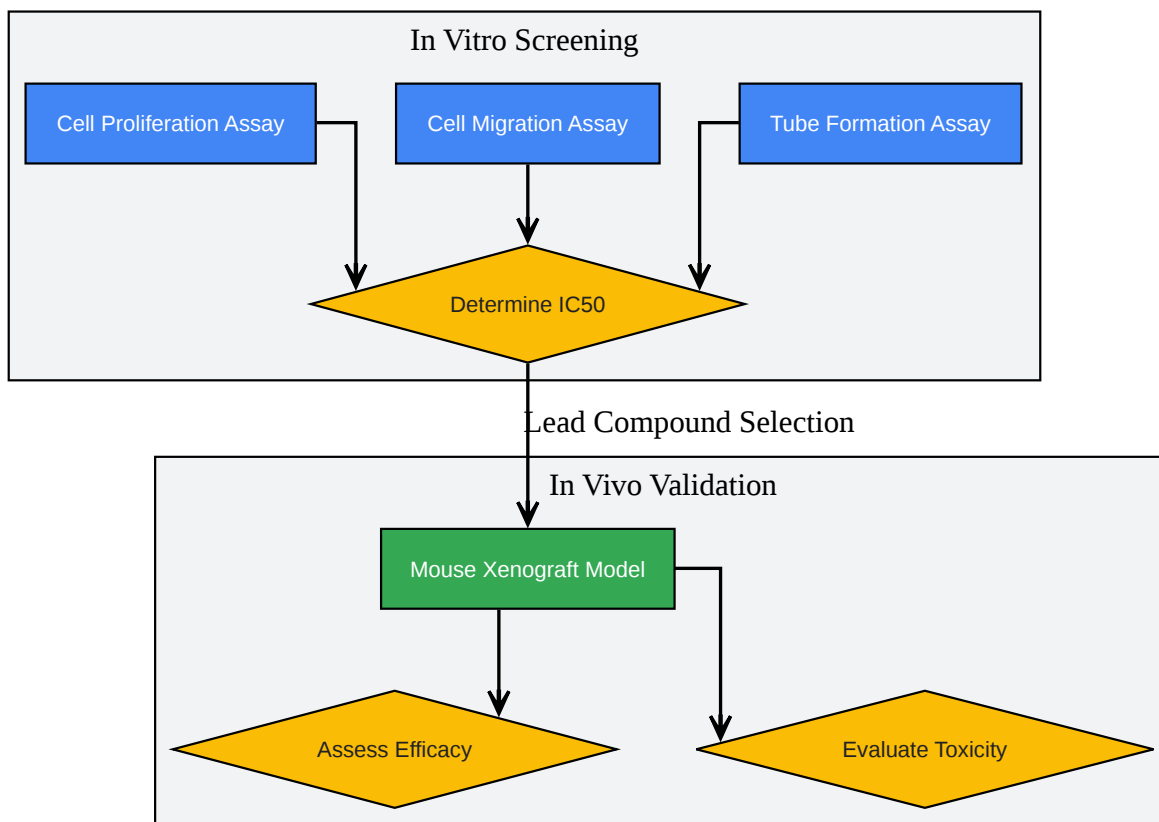 In Vitro Screening
Cell Proliferation Assay
Cell Migration Assay
Tube Formation Assay
Determine IC50
Lead Compound Selection
In Vivo Validation
Mouse Xenograft Model
Assess Efficacy
Evaluate Toxicity